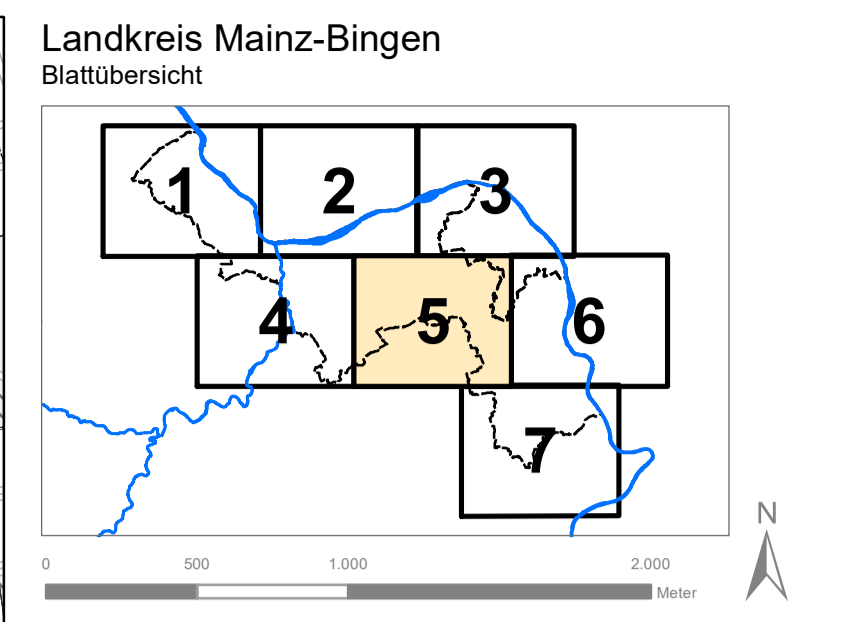 Landkreis Mainz-Bingen
Blattübersicht
1 2 3
4 5 6
7
N
0 500 1.000 2.000
Meter